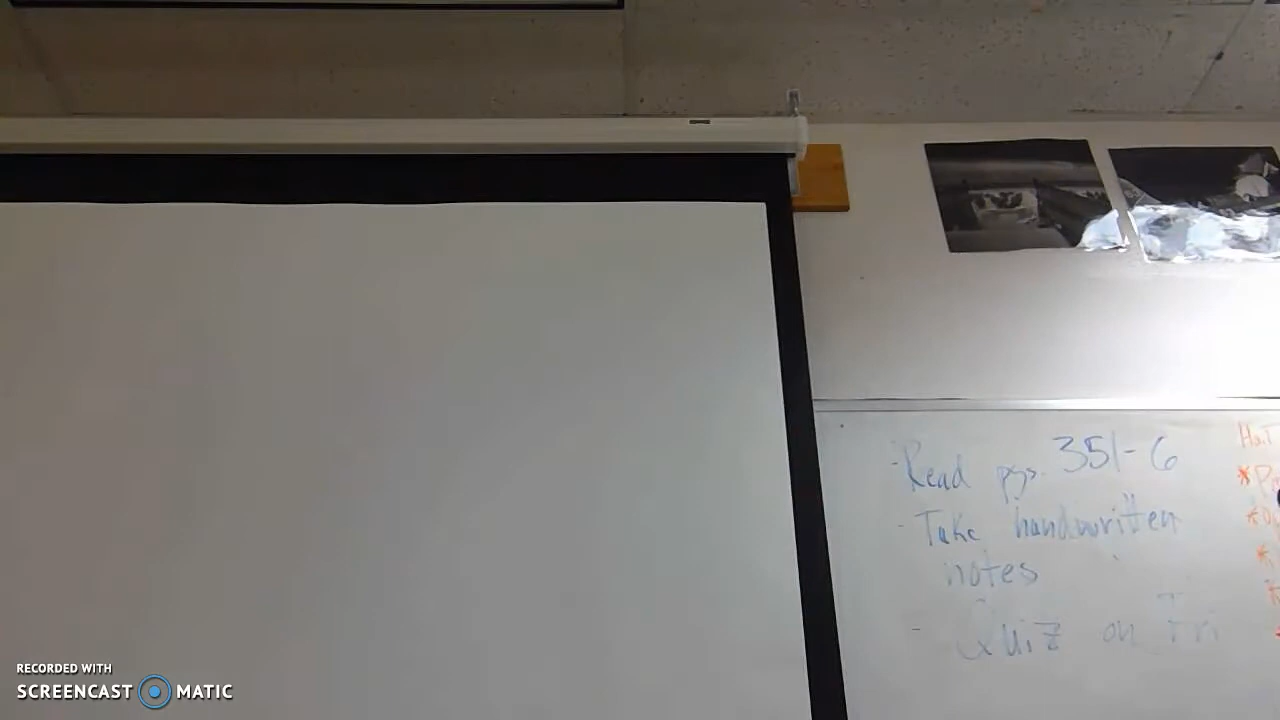 - Read pgs. 351-6
- Take handwritten
notes
- Quiz on Fri
RECORDED WITH
SCREENCAST MATIC